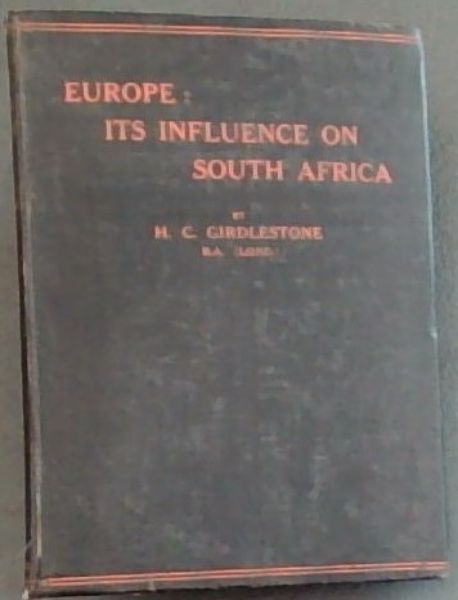 EUROPE:
ITS INFLUENCE ON
SOUTH AFRICA
BY
H. C. GIRDLESTONE
B.A. (LOND.)